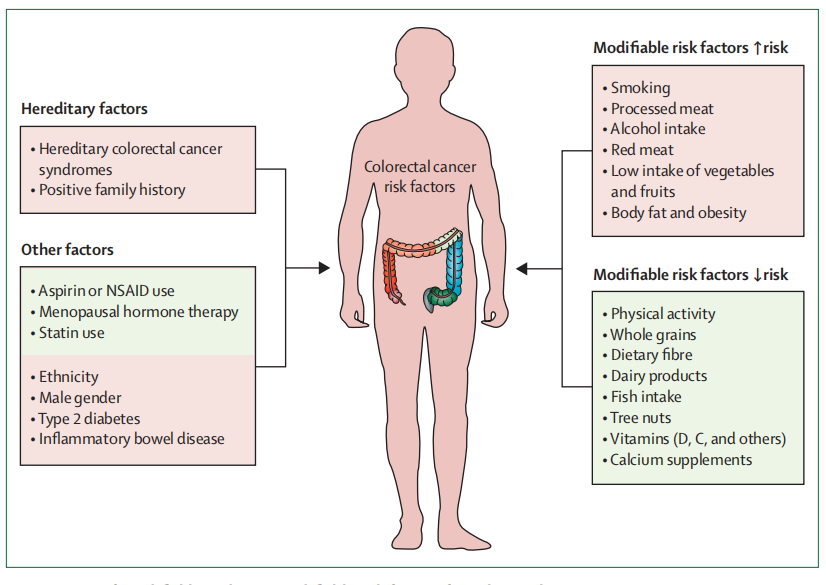 Hereditary factors
• Hereditary colorectal cancer
syndromes
• Positive family history
Other factors
• Aspirin or NSAID use
• Menopausal hormone therapy
• Statin use
• Ethnicity
• Male gender
• Type 2 diabetes
• Inflammatory bowel disease
Colorectal cancer
risk factors
Modifiable risk factors ↑risk
• Smoking
• Processed meat
• Alcohol intake
• Red meat
• Low intake of vegetables
and fruits
• Body fat and obesity
Modifiable risk factors ↓risk
• Physical activity
• Whole grains
• Dietary fibre
• Dairy products
• Fish intake
• Tree nuts
• Vitamins (D, C, and others)
• Calcium supplements